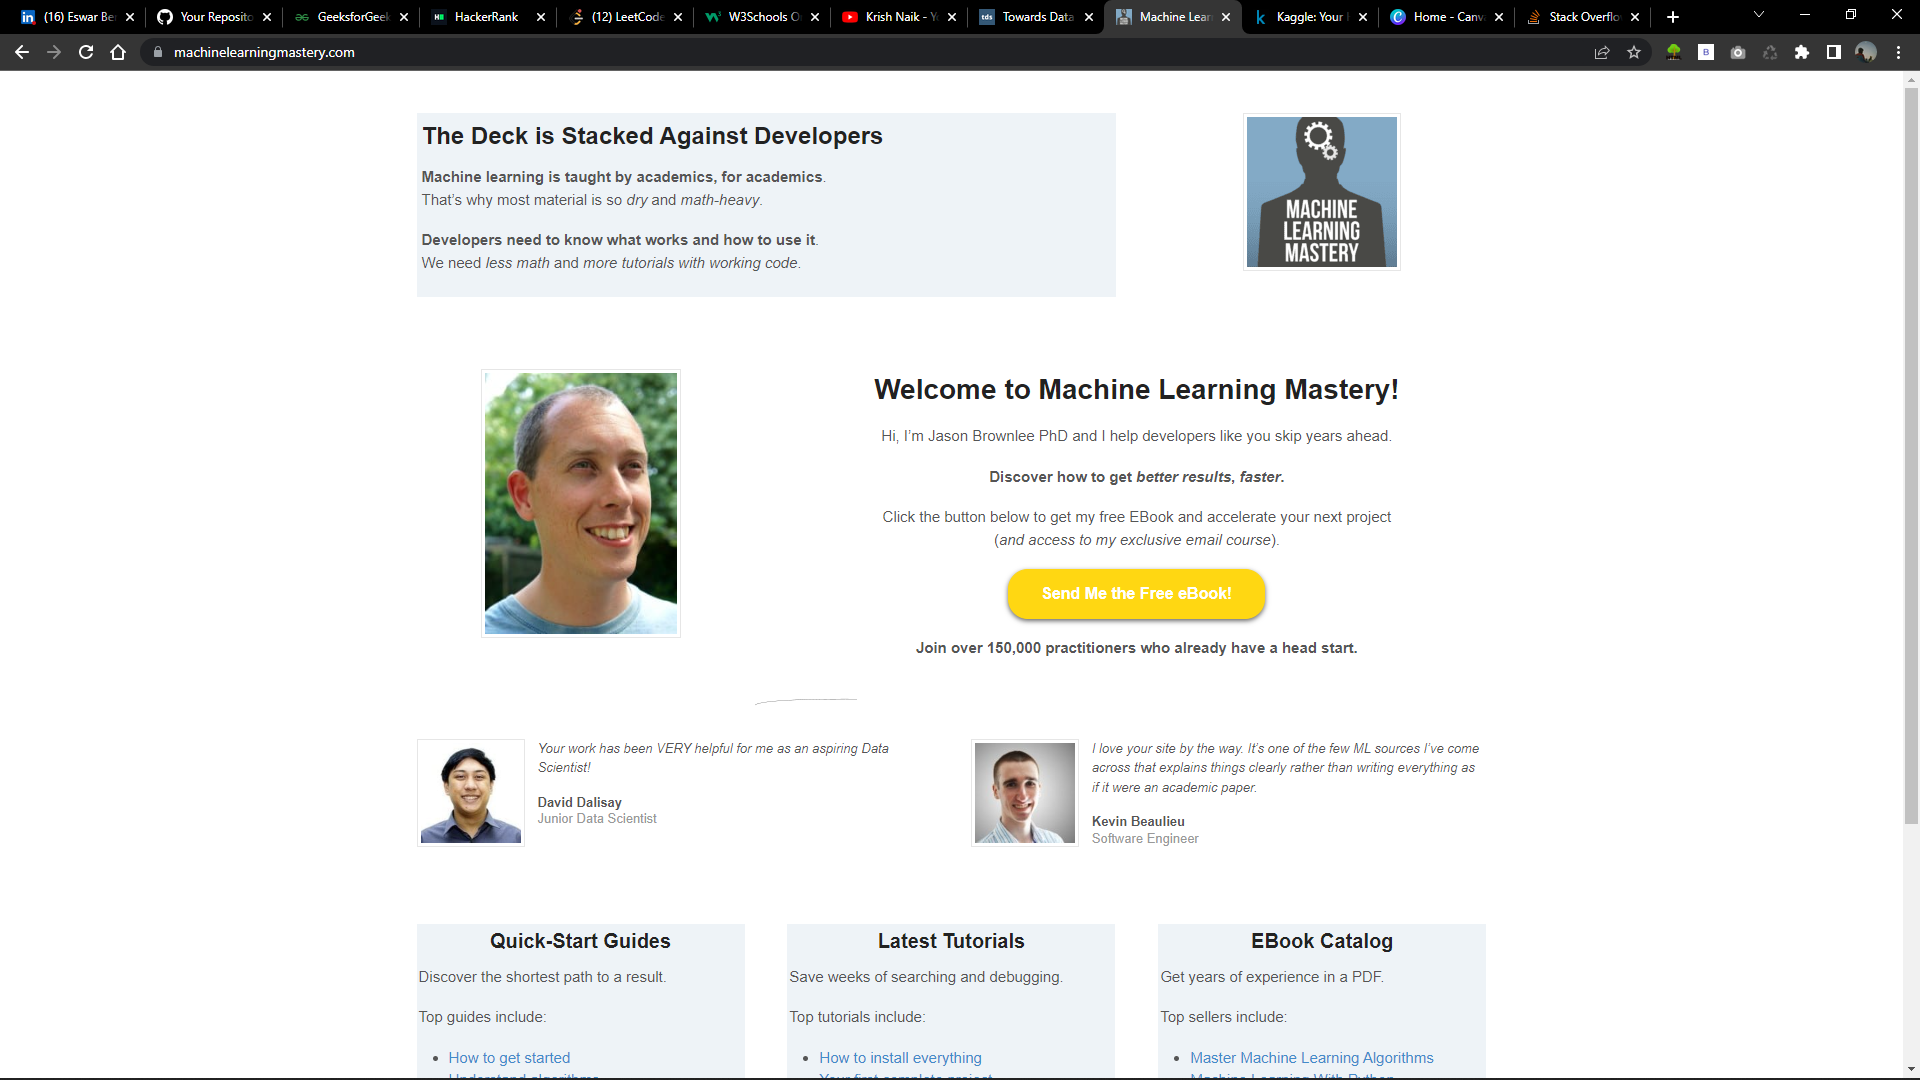 (16) Eswar Be
Your Reposito
GeeksforGeek
HackerRank
(12) LeetCode
W3Schools O
Krish Naik - Y
Towards Data
Machine Lear
Kaggle: Your
Home - Canv
Stack Overflo
machinelearningmastery.com
The Deck is Stacked Against Developers
Machine learning is taught by academics, for academics.
That’s why most material is so dry and math-heavy.
Developers need to know what works and how to use it.
We need less math and more tutorials with working code.
MACHINE
LEARNING
MASTERY
Welcome to Machine Learning Mastery!
Hi, I’m Jason Brownlee PhD and I help developers like you skip years ahead.
Discover how to get better results, faster.
Click the button below to get my free EBook and accelerate your next project
(and access to my exclusive email course).
Send Me the Free eBook!
Join over 150,000 practitioners who already have a head start.
Your work has been VERY helpful for me as an aspiring Data
Scientist!
David Dalisay
Junior Data Scientist
I love your site by the way. It’s one of the few ML sources I’ve come
across that explains things clearly rather than writing everything as
if it were an academic paper.
Kevin Beaulieu
Software Engineer
Quick-Start Guides
Discover the shortest path to a result.
Top guides include:
How to get started
Latest Tutorials
Save weeks of searching and debugging.
Top tutorials include:
How to install everything
EBook Catalog
Get years of experience in a PDF.
Top sellers include:
Master Machine Learning Algorithms